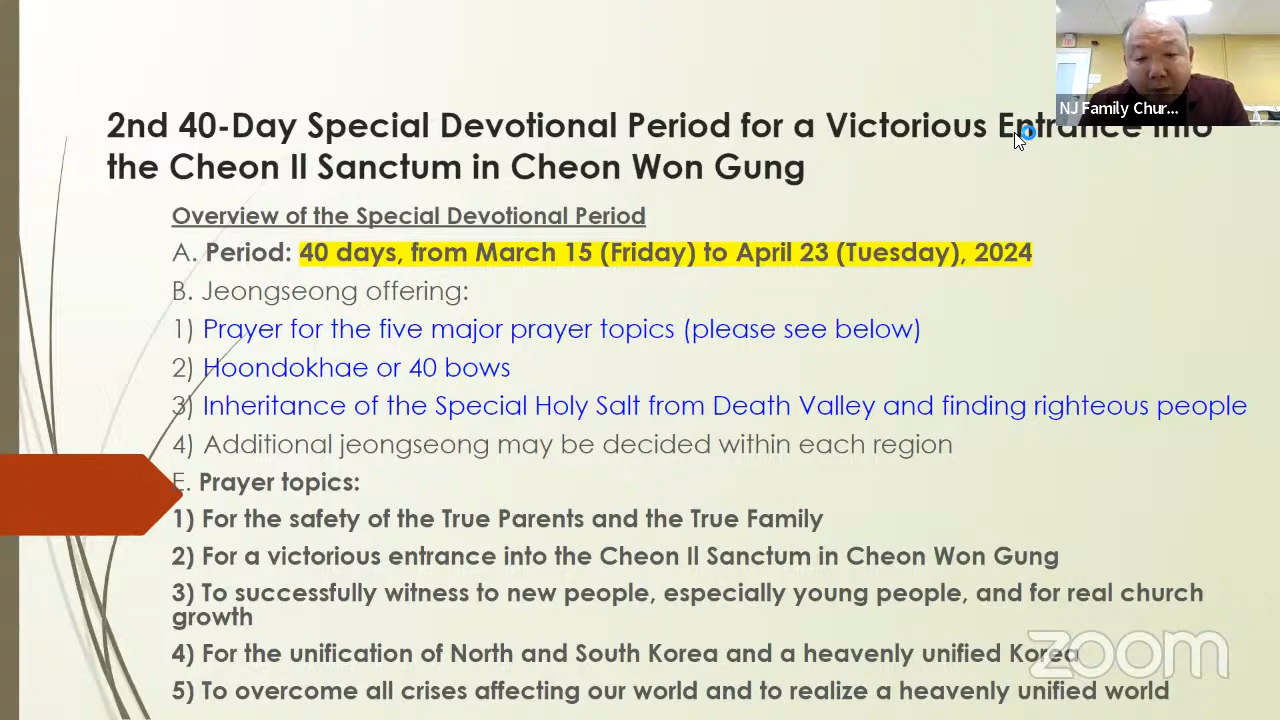 2nd 40-Day Special Devotional Period for a Victorious Entrance into
the Cheon Il Sanctum in Cheon Won Gung
NJ Family Chur...
Overview of the Special Devotional Period
A. Period: 40 days, from March 15 (Friday) to April 23 (Tuesday), 2024
B. Jeongseong offering:
1) Prayer for the five major prayer topics (please see below)
2) Hoondokhae or 40 bows
3) Inheritance of the Special Holy Salt from Death Valley and finding righteous people
4) Additional jeongseong may be decided within each region
E. Prayer topics:
1) For the safety of the True Parents and the True Family
2) For a victorious entrance into the Cheon Il Sanctum in Cheon Won Gung
3) To successfully witness to new people, especially young people, and for real church
growth
4) For the unification of North and South Korea and a heavenly unified Korea
5) To overcome all crises affecting our world and to realize a heavenly unified world
zoom